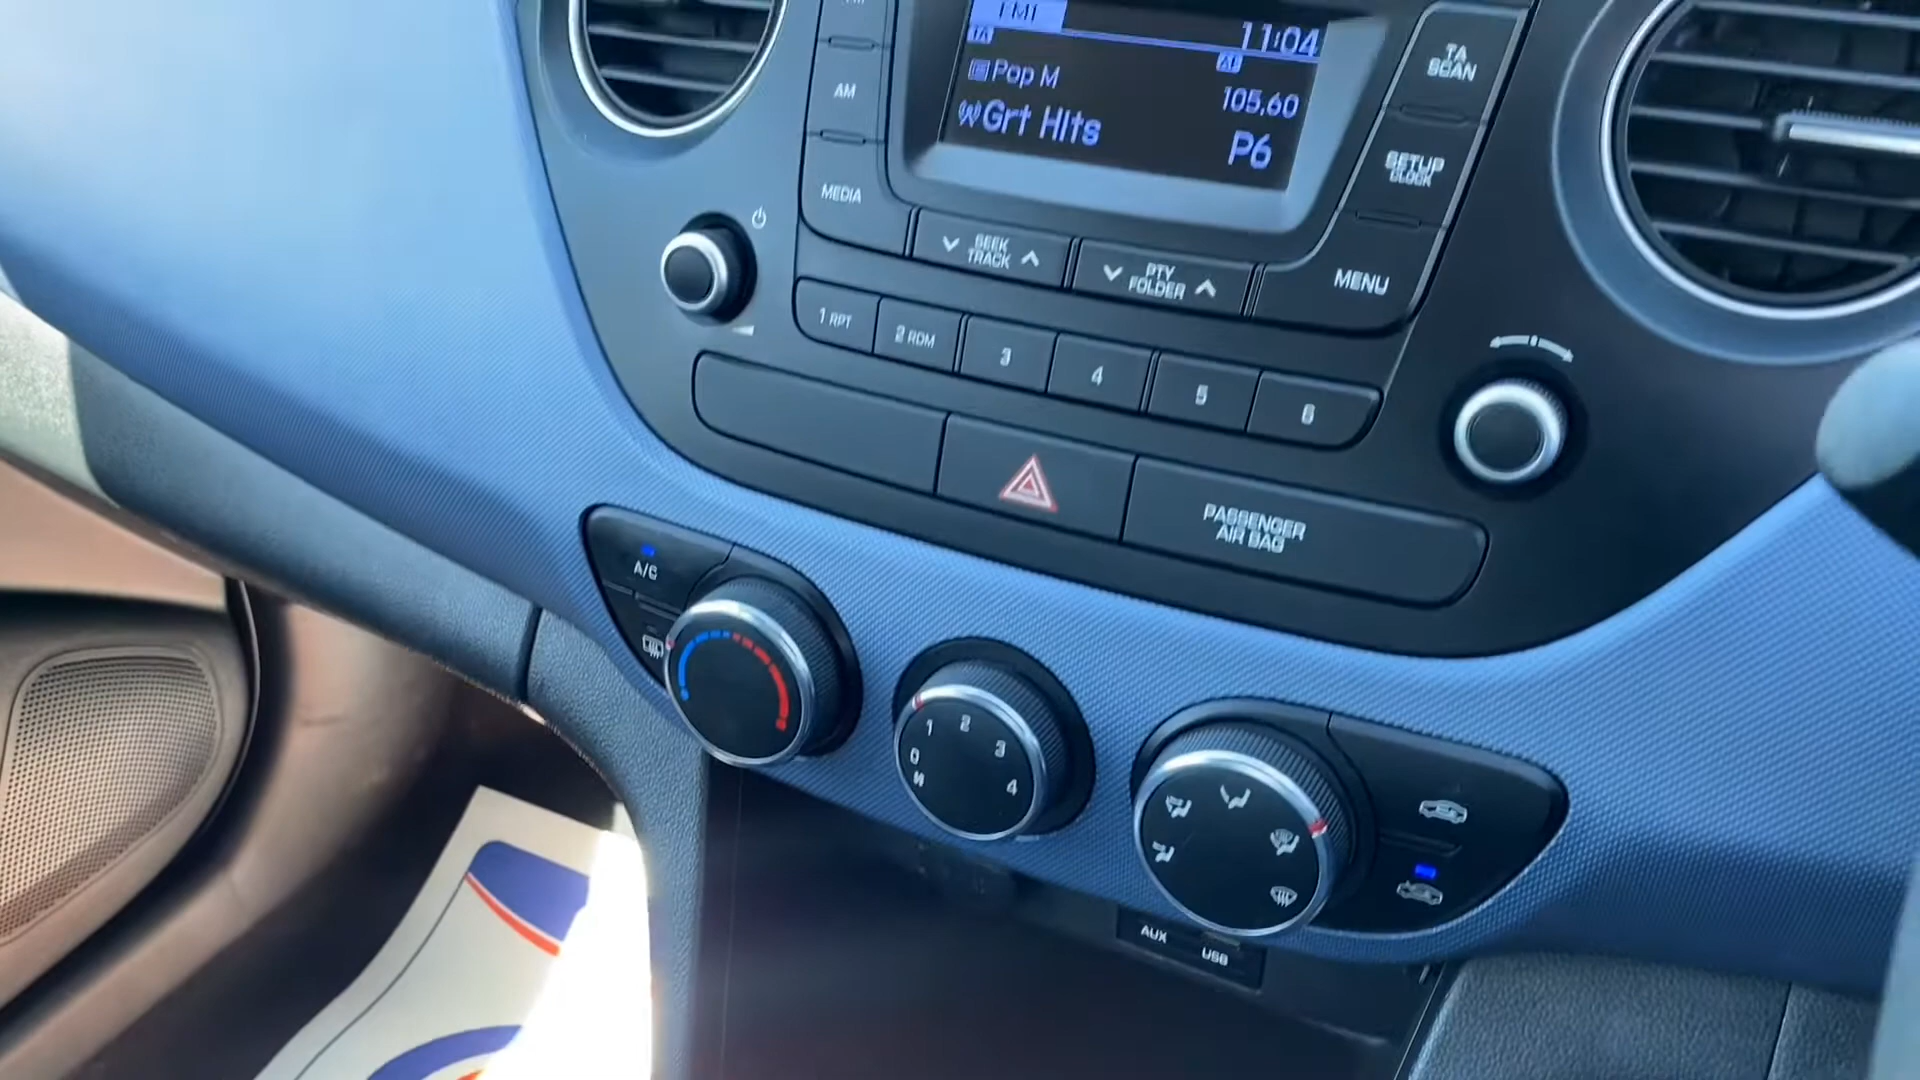 FM1
11:04
TA
AF
Pop M
105.60
Grt Hits
P6
AM
MEDIA
TA
SCAN
SETUP
CLOCK
SEEK
TRACK
PTY
FOLDER
MENU
1 RPT
2 RDM
3
4
5
6
PASSENGER
AIR BAG
A/C
0
1
2
3
4
AUX
USB